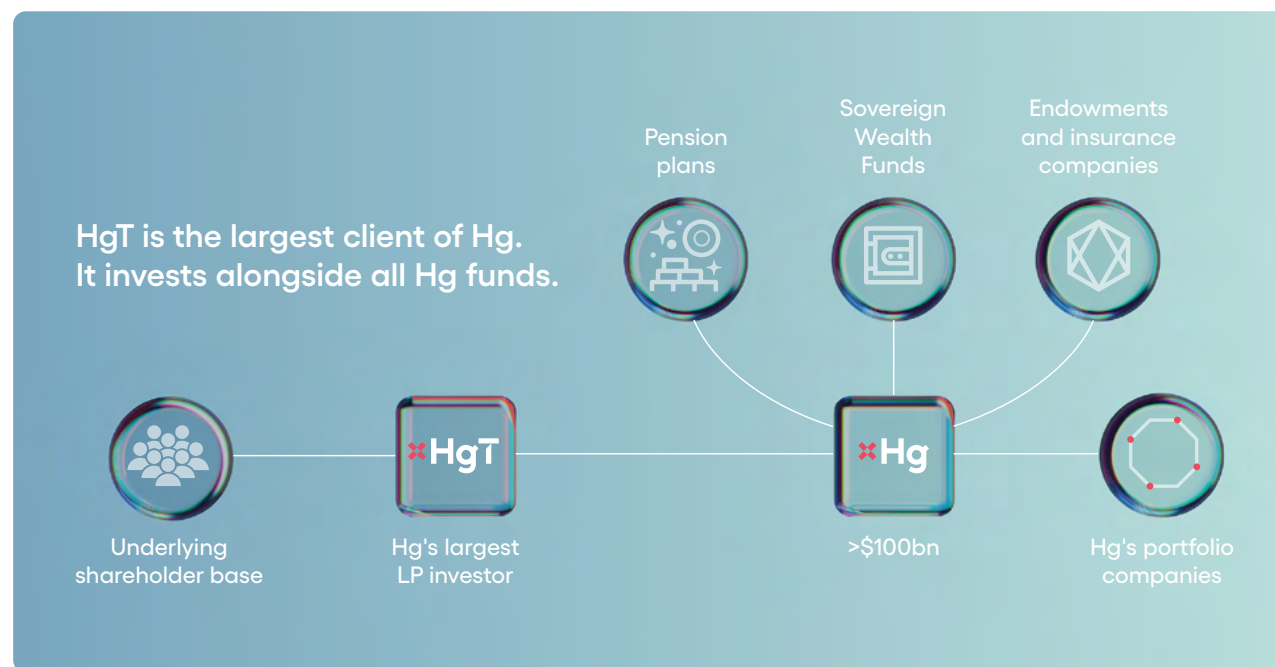 Sovereign
Wealth
Funds
Endowments
and insurance
companies
Pension
plans
HgT is the largest client of Hg.
It invests alongside all Hg funds.
HgT
Hg
Underlying
shareholder base
Hg's largest
LP investor
>$100bn
Hg's portfolio
companies